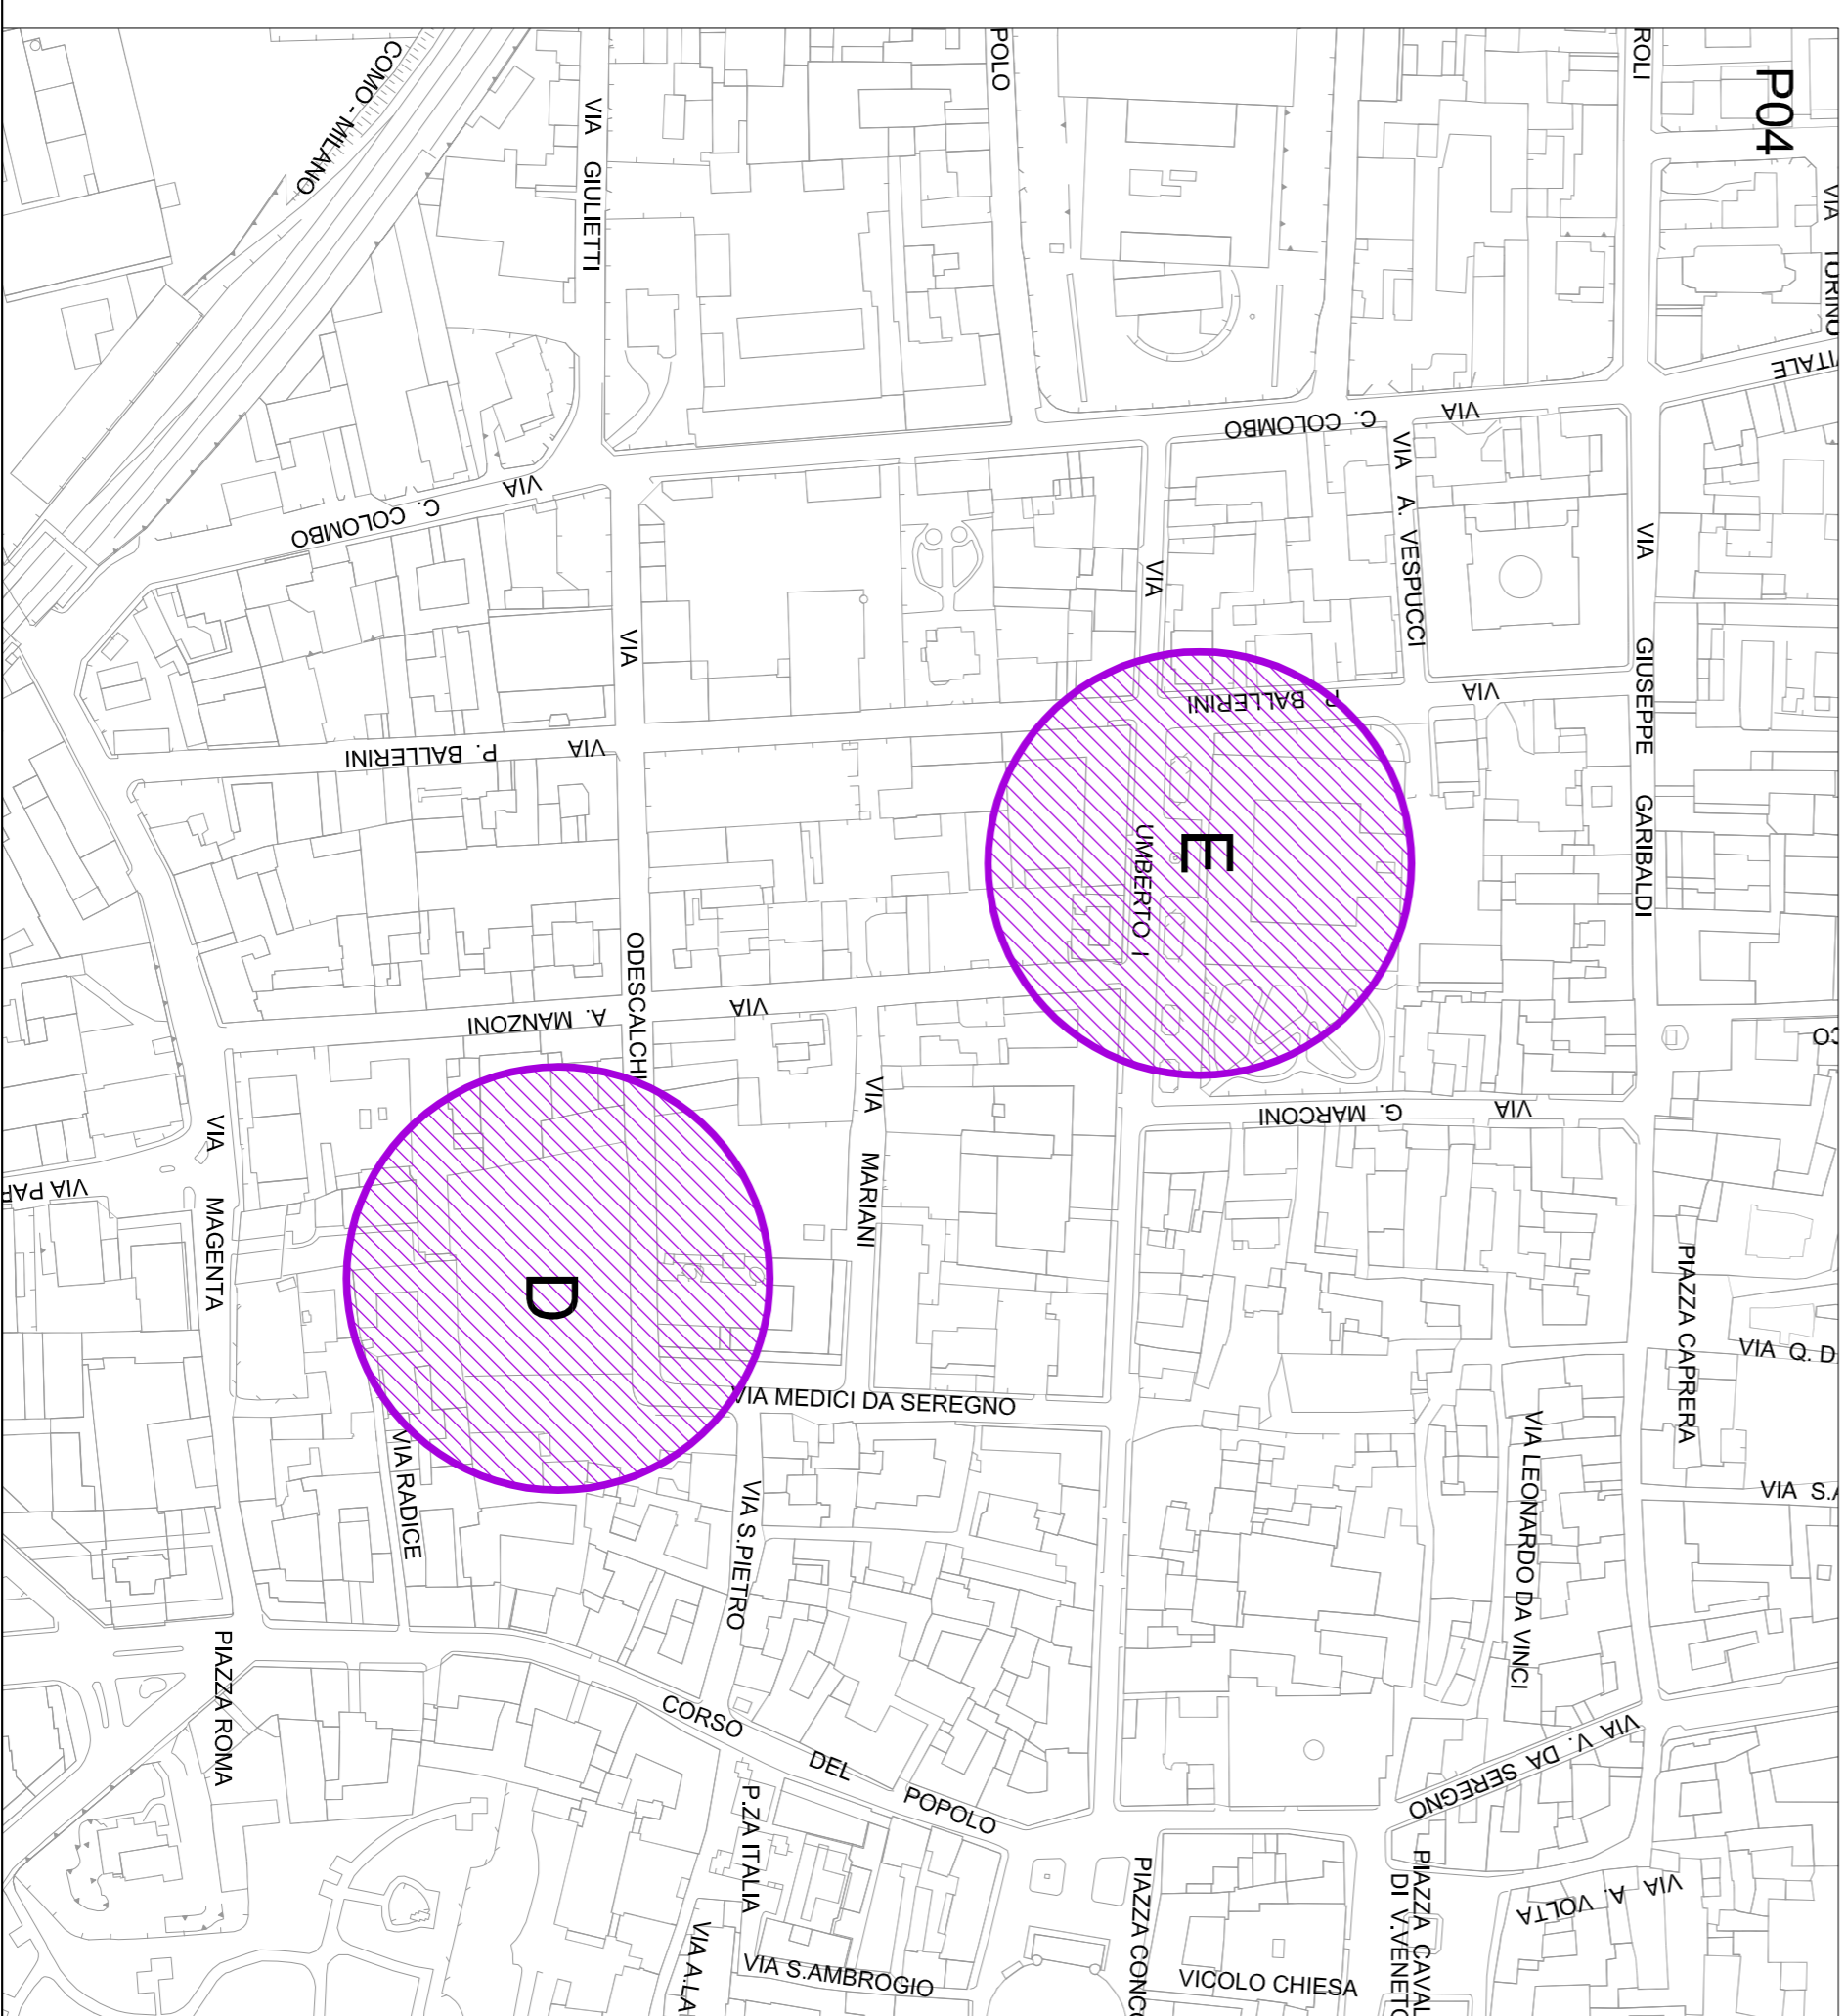 P04
COMO - MILANO
VIA GIULIETTI
POLO
ROLI
VIA TORINO
VITALE
VIA C. COLOMBO
VIA C. COLOMBO
VIA A. VESPUCCI
VIA GIUSEPPE GARIBALDI
VIA UMBERTO I
VIA ODESCALCHI
VIA P. BALLERINI
VIA P. BALLERINI
E
VIA A. MANZONI
CO
VIA G. MARCONI
VIA MARIANI
VIA MAGENTA
VIA PAR
D
PIAZZA CAPRERA
VIA Q. D
VIA MEDICI DA SEREGNO
VIA RADICE
VIA S.PIETRO
VIA LEONARDO DA VINCI
VIA S.A
PIAZZA ROMA
CORSO DEL POPOLO
VIA V. DA SEREGNO
P.ZA ITALIA
PIAZZA CONCO
PIAZZA CAVAL
DI V.VENETO
VIA A. VOLTA
VIA A.LA
VIA S.AMBROGIO
VICOLO CHIESA